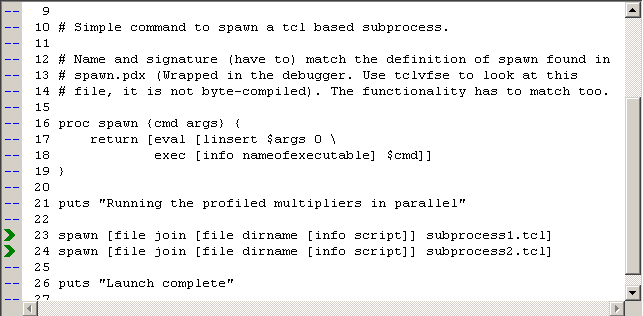 -- 9
-- 10 # Simple command to spawn a tcl based subprocess.
-- 11
-- 12 # Name and signature (have to) match the definition of spawn found in
-- 13 # spawn.pdx (Wrapped in the debugger. Use tclvfse to look at this
-- 14 # file, it is not byte-compiled). The functionality has to match too.
-- 15
-- 16 proc spawn {cmd args} {
-- 17     return [eval [linsert $args 0 \
-- 18             exec [info nameofexecutable] $cmd]]
-- 19 }
-- 20
-- 21 puts "Running the profiled multipliers in parallel"
-- 22
23 spawn [file join [file dirname [info script]] subprocess1.tcl]
24 spawn [file join [file dirname [info script]] subprocess2.tcl]
-- 25
-- 26 puts "Launch complete"
-- 27